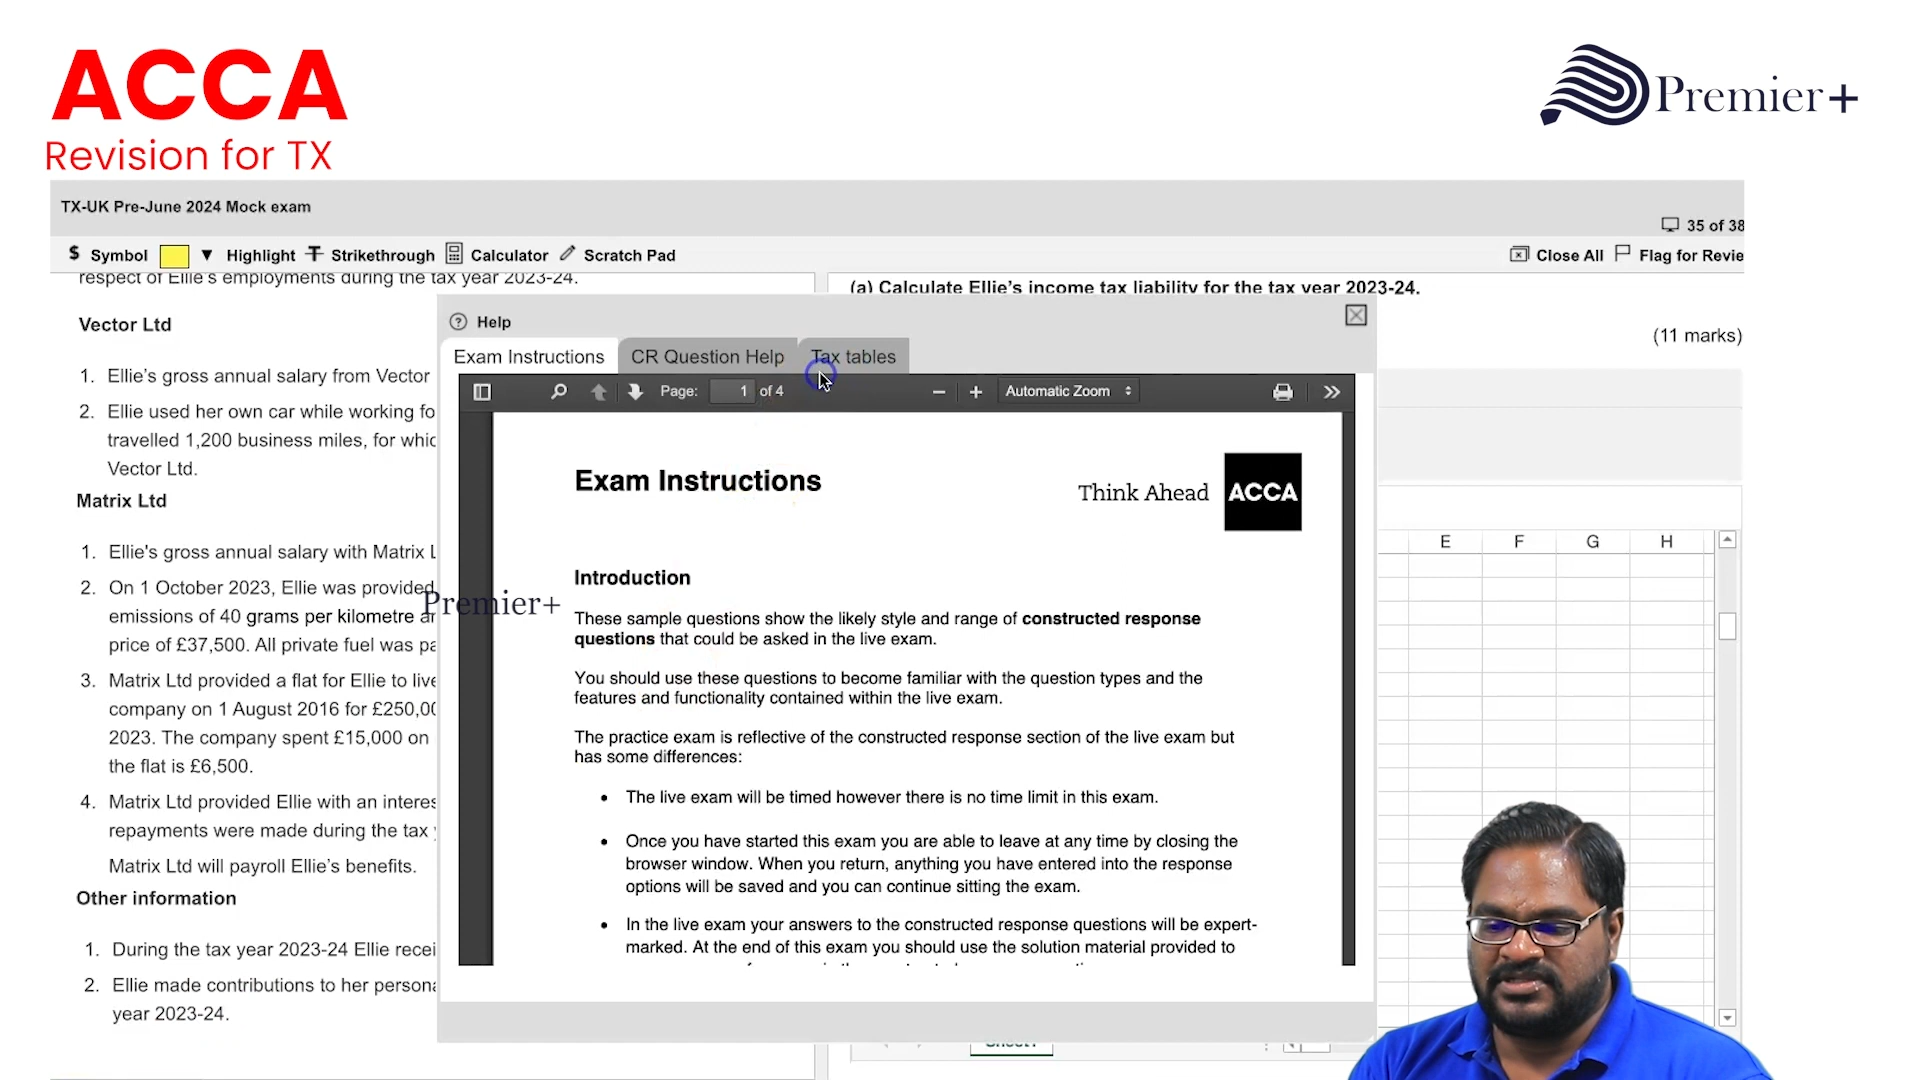 ACCA
Revision for TX
Premier+
TX-UK Pre-June 2024 Mock exam
35 of 38
$ Symbol
Highlight
Strikethrough
Calculator
Scratch Pad
Close All
Flag for Revie
respect of Ellie's employments during the tax year 2023-24.
Vector Ltd
1. Ellie's gross annual salary from Vector
2. Ellie used her own car while working fo
travelled 1,200 business miles, for whic
Vector Ltd.
Matrix Ltd
1. Ellie's gross annual salary with Matrix L
2. On 1 October 2023, Ellie was provided
emissions of 40 grams per kilometre ar
price of £37,500. All private fuel was pa
3. Matrix Ltd provided a flat for Ellie to live
company on 1 August 2016 for £250,00
2023. The company spent £15,000 on
the flat is £6,500.
4. Matrix Ltd provided Ellie with an interes
repayments were made during the tax y
Matrix Ltd will payroll Ellie's benefits.
Other information
1. During the tax year 2023-24 Ellie recei
2. Ellie made contributions to her persona
year 2023-24.
(a) Calculate Ellie's income tax liability for the tax year 2023-24.
(11 marks)
E F G H
Help
Exam Instructions
CR Question Help
Tax tables
Page: 1 of 4
Automatic Zoom
Exam Instructions
Think Ahead ACCA
Introduction
Premier+
These sample questions show the likely style and range of constructed response
questions that could be asked in the live exam.
You should use these questions to become familiar with the question types and the
features and functionality contained within the live exam.
The practice exam is reflective of the constructed response section of the live exam but
has some differences:
• The live exam will be timed however there is no time limit in this exam.
• Once you have started this exam you are able to leave at any time by closing the
browser window. When you return, anything you have entered into the response
options will be saved and you can continue sitting the exam.
• In the live exam your answers to the constructed response questions will be expert-
marked. At the end of this exam you should use the solution material provided to
Sheet1